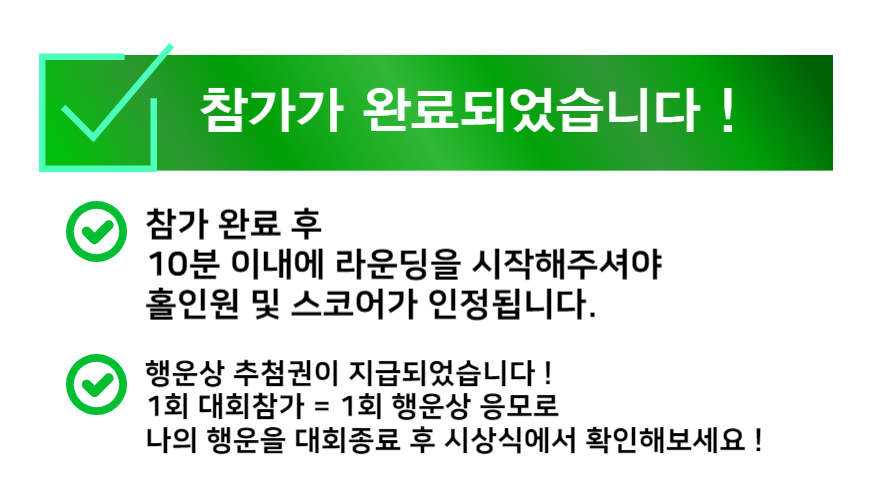 참가가 완료되었습니다 !
참가 완료 후
10분 이내에 라운딩을 시작해주셔야
홀인원 및 스코어가 인정됩니다.
행운상 추첨권이 지급되었습니다 !
1회 대회참가 = 1회 행운상 응모로
나의 행운을 대회종료 후 시상식에서 확인해보세요 !